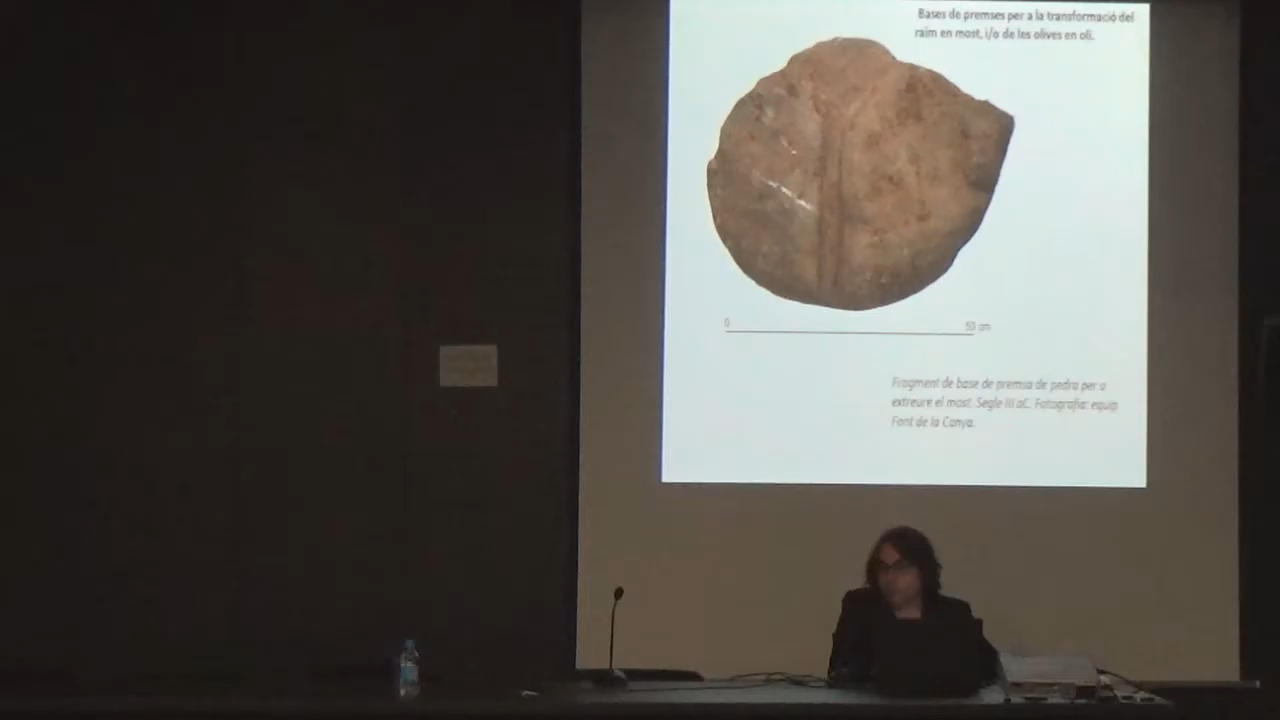 Bases de premses per a la transformació del
raïm en most, i/o de les olives en oli.
0
50 cm
Fragment de base de premsa de pedra per a
extreure el most. Segle III aC. Fotografia: equip
Font de la Canya.